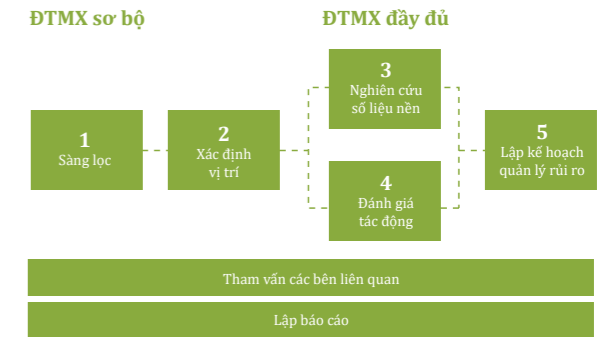 ĐTMX sơ bộ
ĐTMX đầy đủ
1
Sàng lọc
2
Xác định
vị trí
3
Nghiên cứu
số liệu nền
4
Đánh giá
tác động
5
Lập kế hoạch
quản lý rủi ro
Tham vấn các bên liên quan
Lập báo cáo